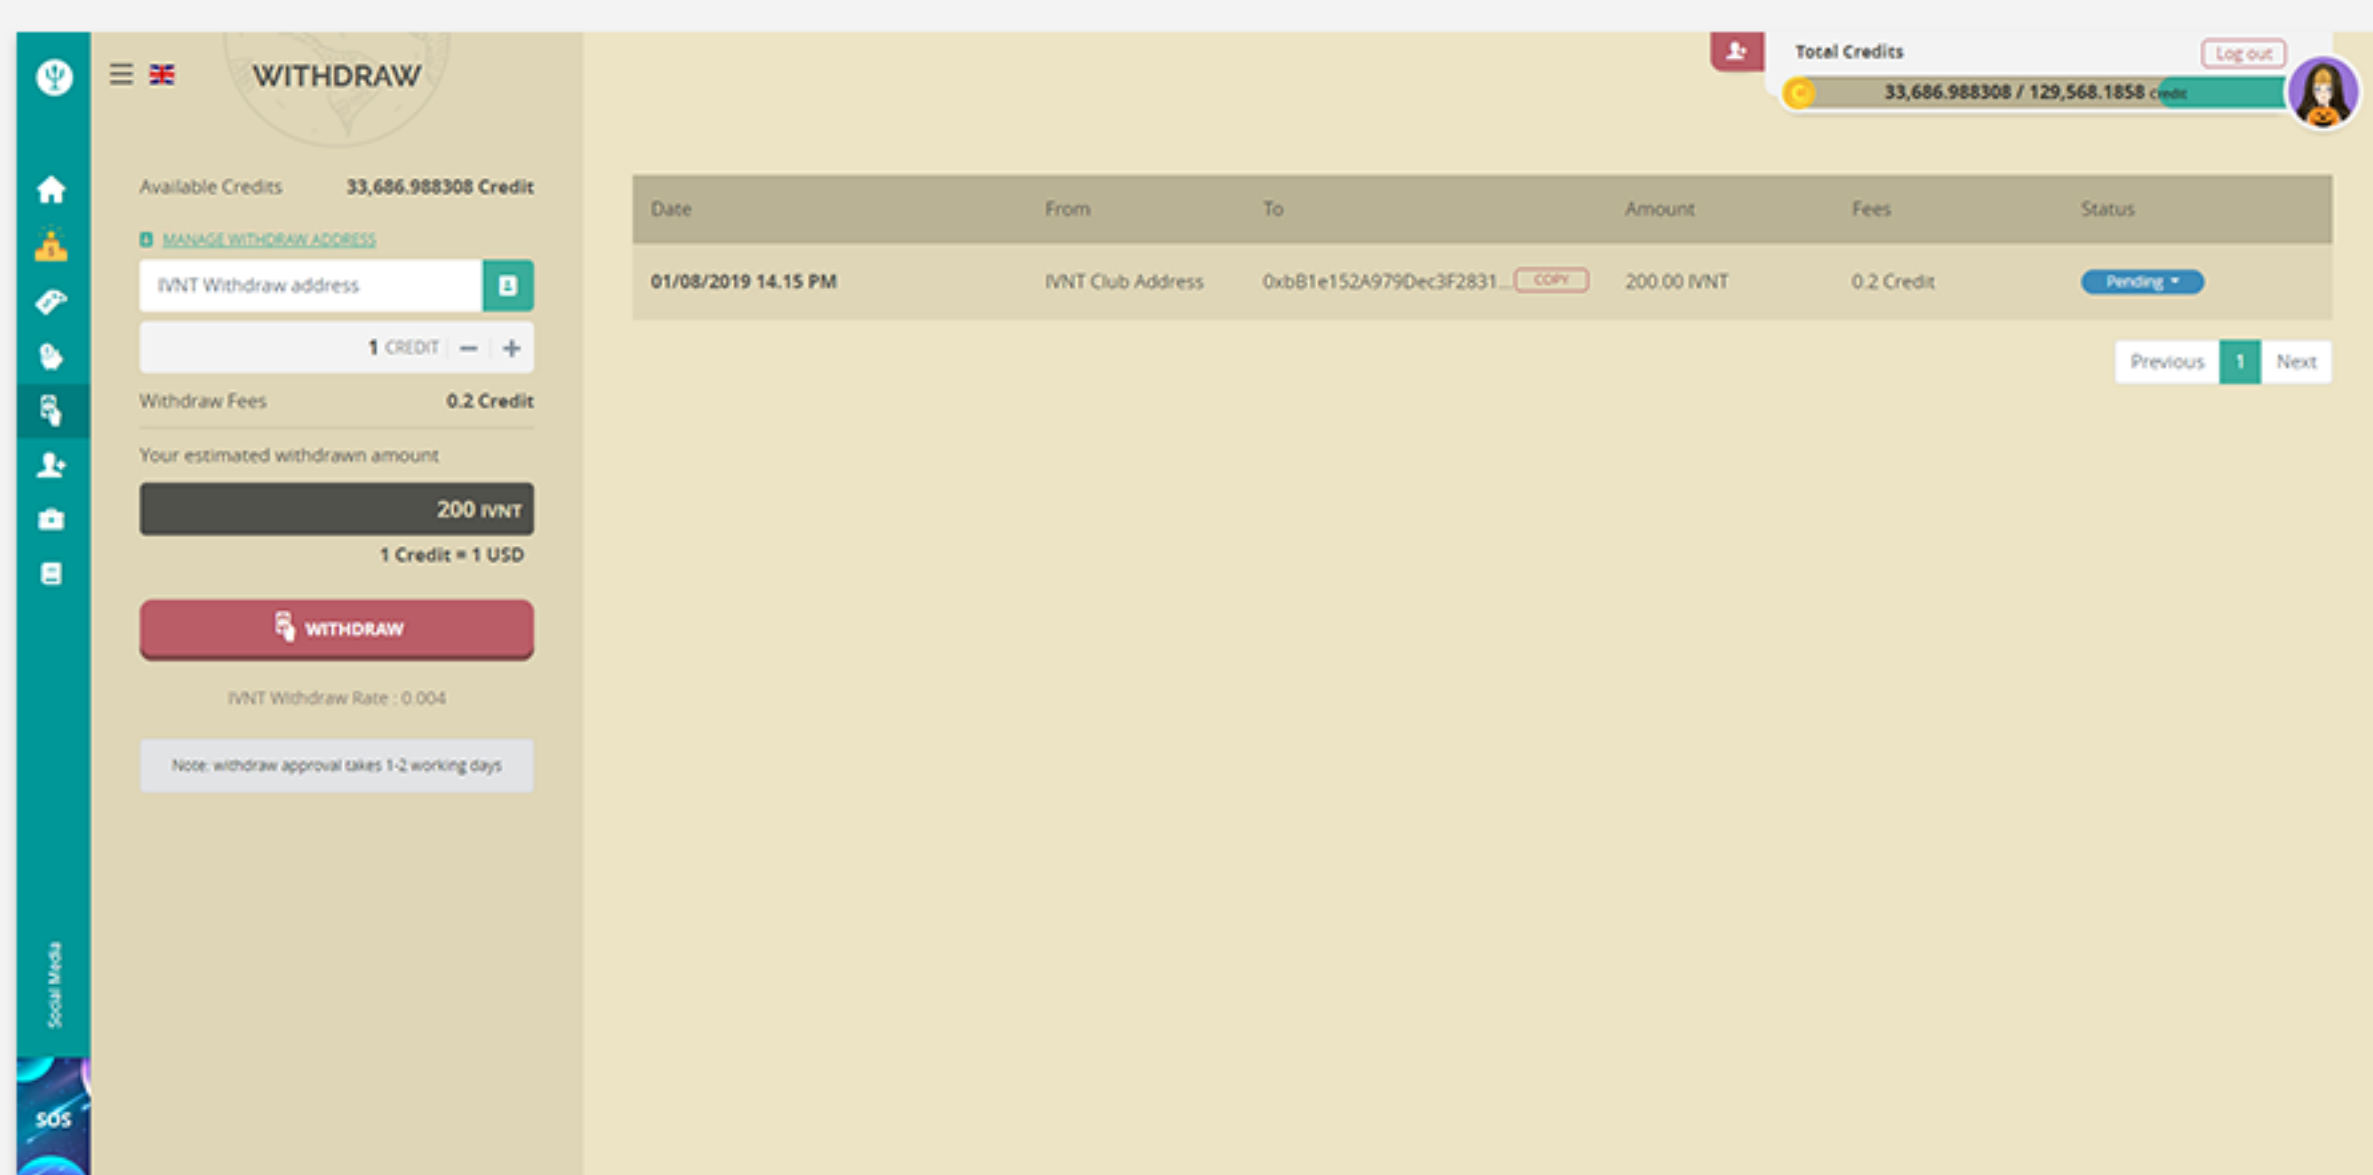 WITHDRAW
Total Credits
Log out
33,686.988308 / 129,568.1858 Credit
Available Credits 33,686.988308 Credit
MANAGE WITHDRAW ADDRESS
IVNT Withdraw address
1 CREDIT − +
Withdraw Fees 0.2 Credit
Your estimated withdrawn amount
200 IVNT
1 Credit = 1 USD
WITHDRAW
IVNT Withdraw Rate : 0.004
Note: withdraw approval takes 1-2 working days
Date From To Amount Fees Status
01/08/2019 14.15 PM IVNT Club Address 0xbB1e152A979Dec3F2831... COPY 200.00 IVNT 0.2 Credit Pending
Previous 1 Next
Social Media
SOS